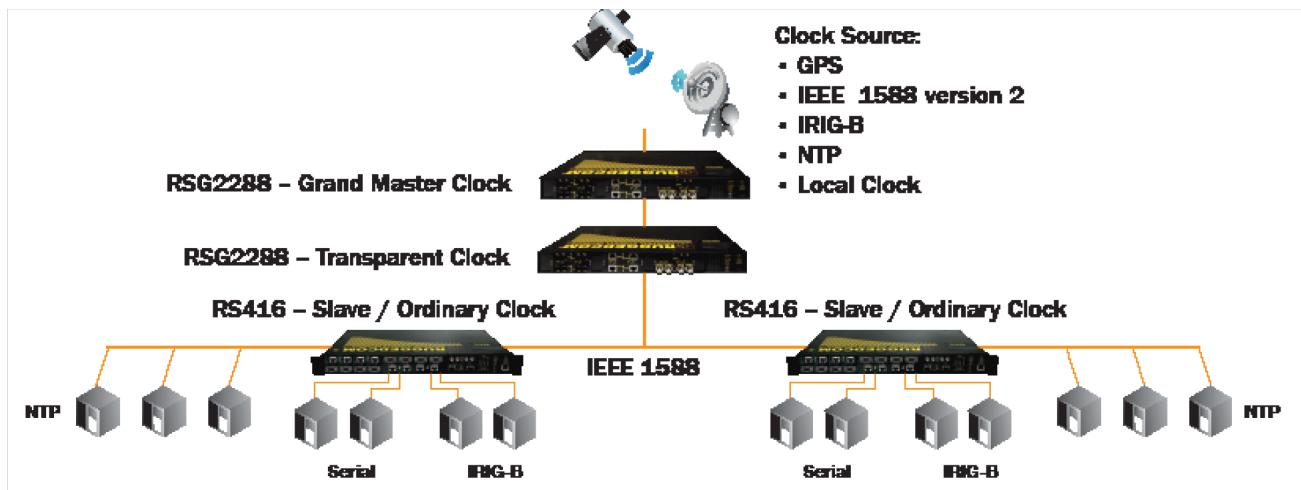 Clock Source:
• GPS
• IEEE 1588 version 2
• IRIG-B
• NTP
• Local Clock
RSG2288 – Grand Master Clock
RSG2288 – Transparent Clock
RS416 – Slave / Ordinary Clock
RS416 – Slave / Ordinary Clock
IEEE 1588
NTP
NTP
Serial
IRIG-B
Serial
IRIG-B